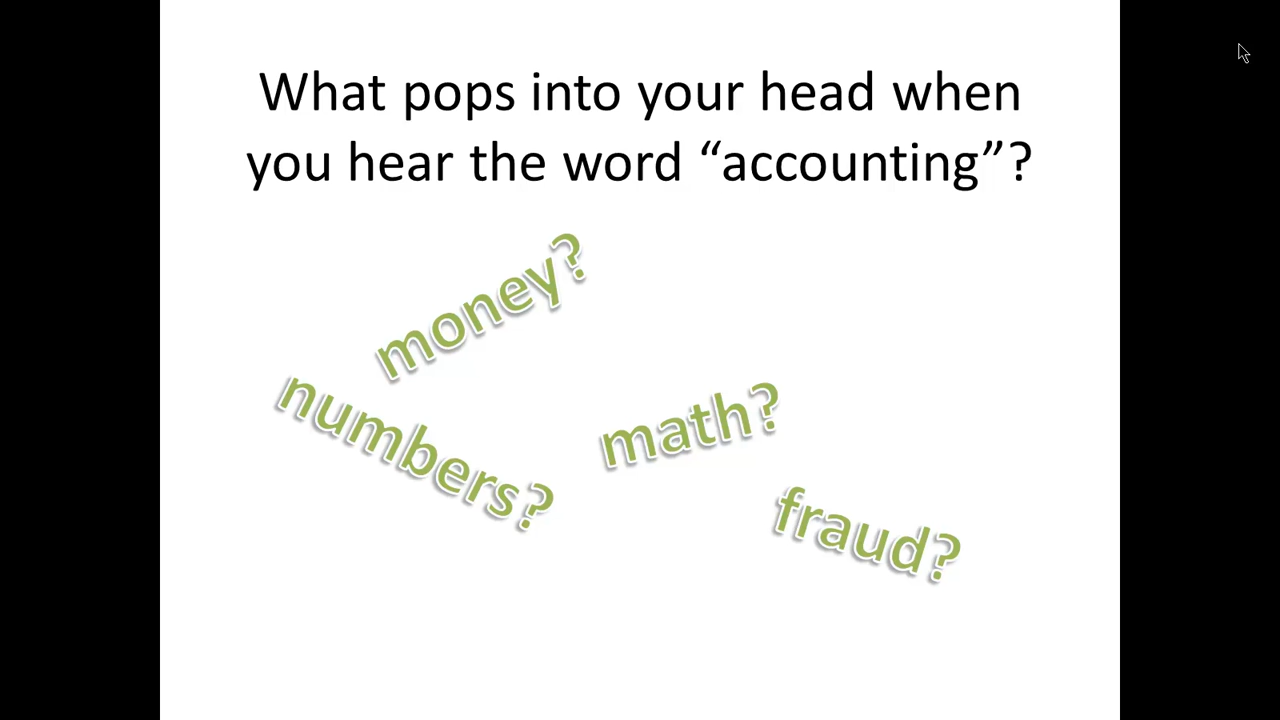 What pops into your head when
you hear the word “accounting”?
money?
numbers?
math?
fraud?